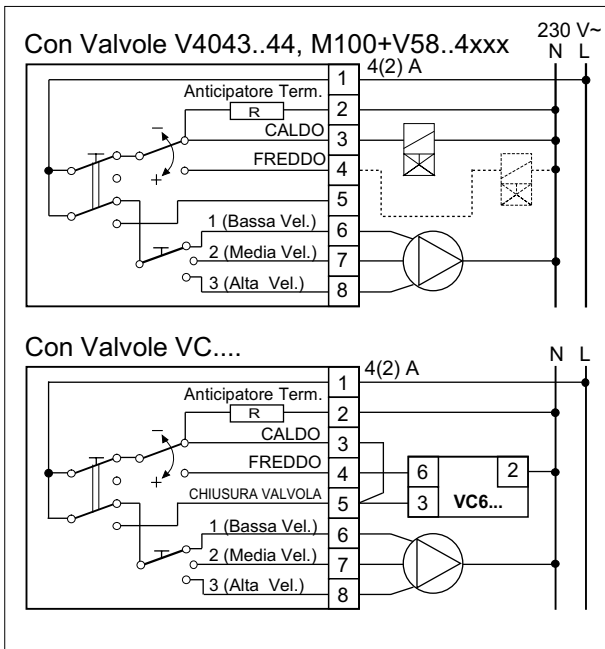 Con Valvole V4043..44, M100+V58..4xxx
230 V~
N L
4(2) A
1
Anticipatore Term.
R
2
CALDO
3
FREDDO
4
5
1 (Bassa Vel.)
6
2 (Media Vel.)
7
3 (Alta Vel.)
8
− +
Con Valvole VC....
N L
4(2) A
1
Anticipatore Term.
R
2
CALDO
3
FREDDO
4
6 2
CHIUSURA VALVOLA
5
3 VC6...
1 (Bassa Vel.)
6
2 (Media Vel.)
7
3 (Alta Vel.)
8
− +